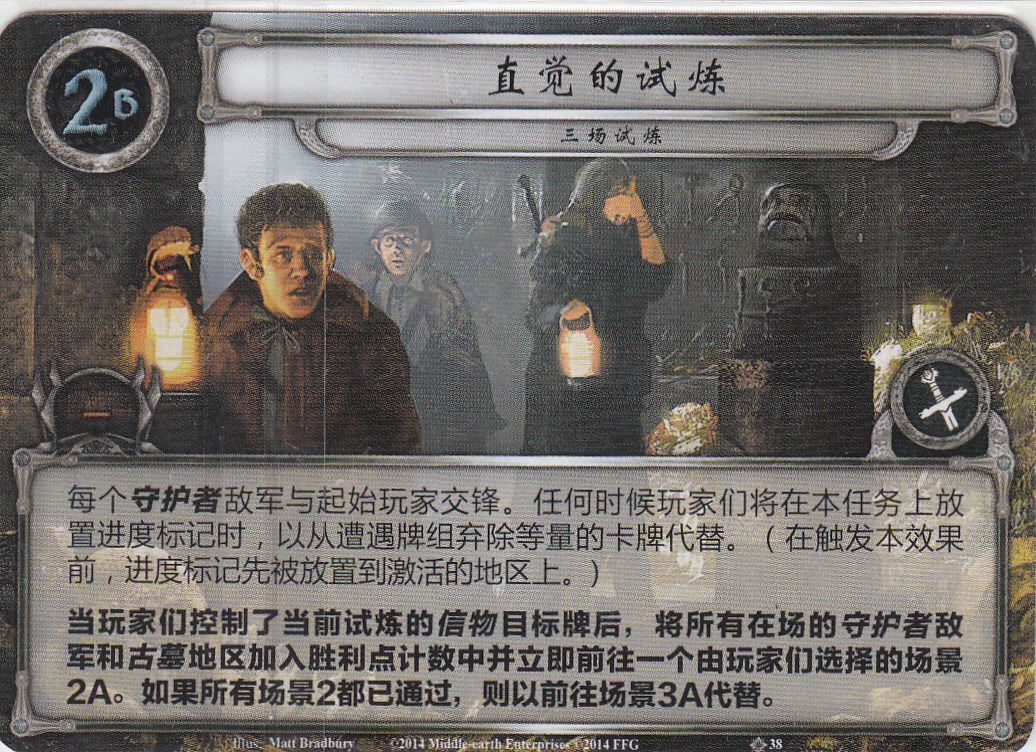 2B
直觉的试炼
三场试炼
每个守护者敌军与起始玩家交锋。任何时候玩家们将在本任务上放
置进度标记时，以从遭遇牌组弃除等量的卡牌代替。（在触发本效果
前，进度标记先被放置到激活的地区上。）
当玩家们控制了当前试炼的信物目标牌后，将所有在场的守护者敌
军和古墓地区加入胜利点计数中并立即前往一个由玩家们选择的场景
2A。如果所有场景2都已通过，则以前往场景3A代替。
Illus. Matt Bradbury ©2014 Middle-earth Enterprises ©2014 FFG 38